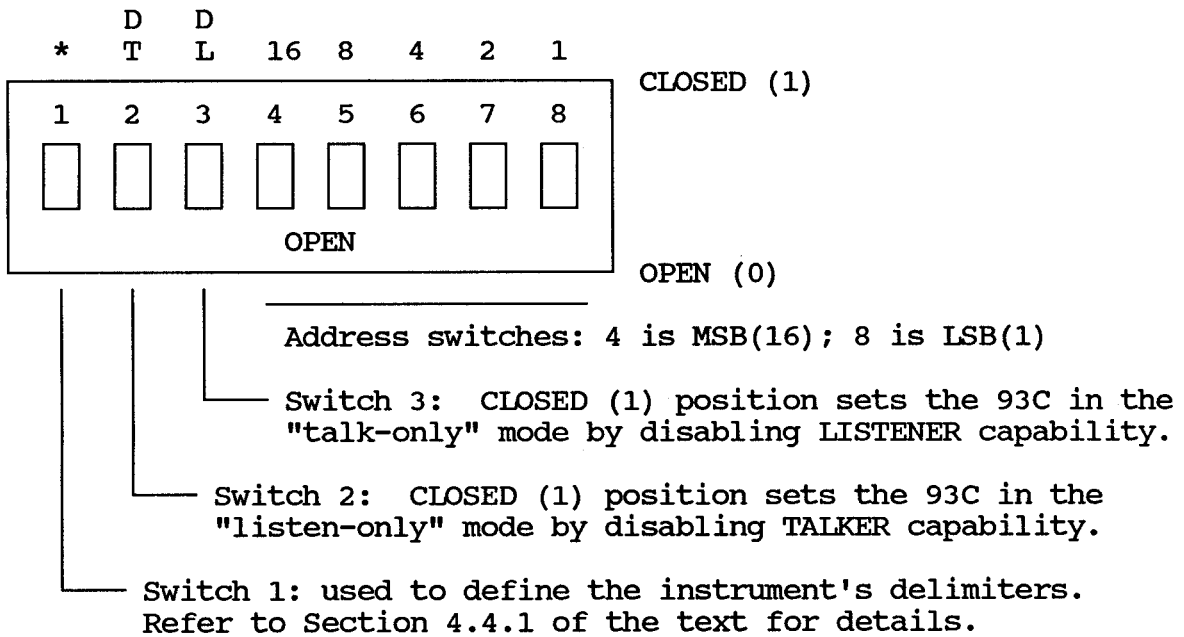 D D
* T L 16 8 4 2 1
CLOSED (1)
1 2 3 4 5 6 7 8
OPEN
OPEN (0)
Address switches: 4 is MSB(16); 8 is LSB(1)
Switch 3: CLOSED (1) position sets the 93C in the
"talk-only" mode by disabling LISTENER capability.
Switch 2: CLOSED (1) position sets the 93C in the
"listen-only" mode by disabling TALKER capability.
Switch 1: used to define the instrument's delimiters.
Refer to Section 4.4.1 of the text for details.